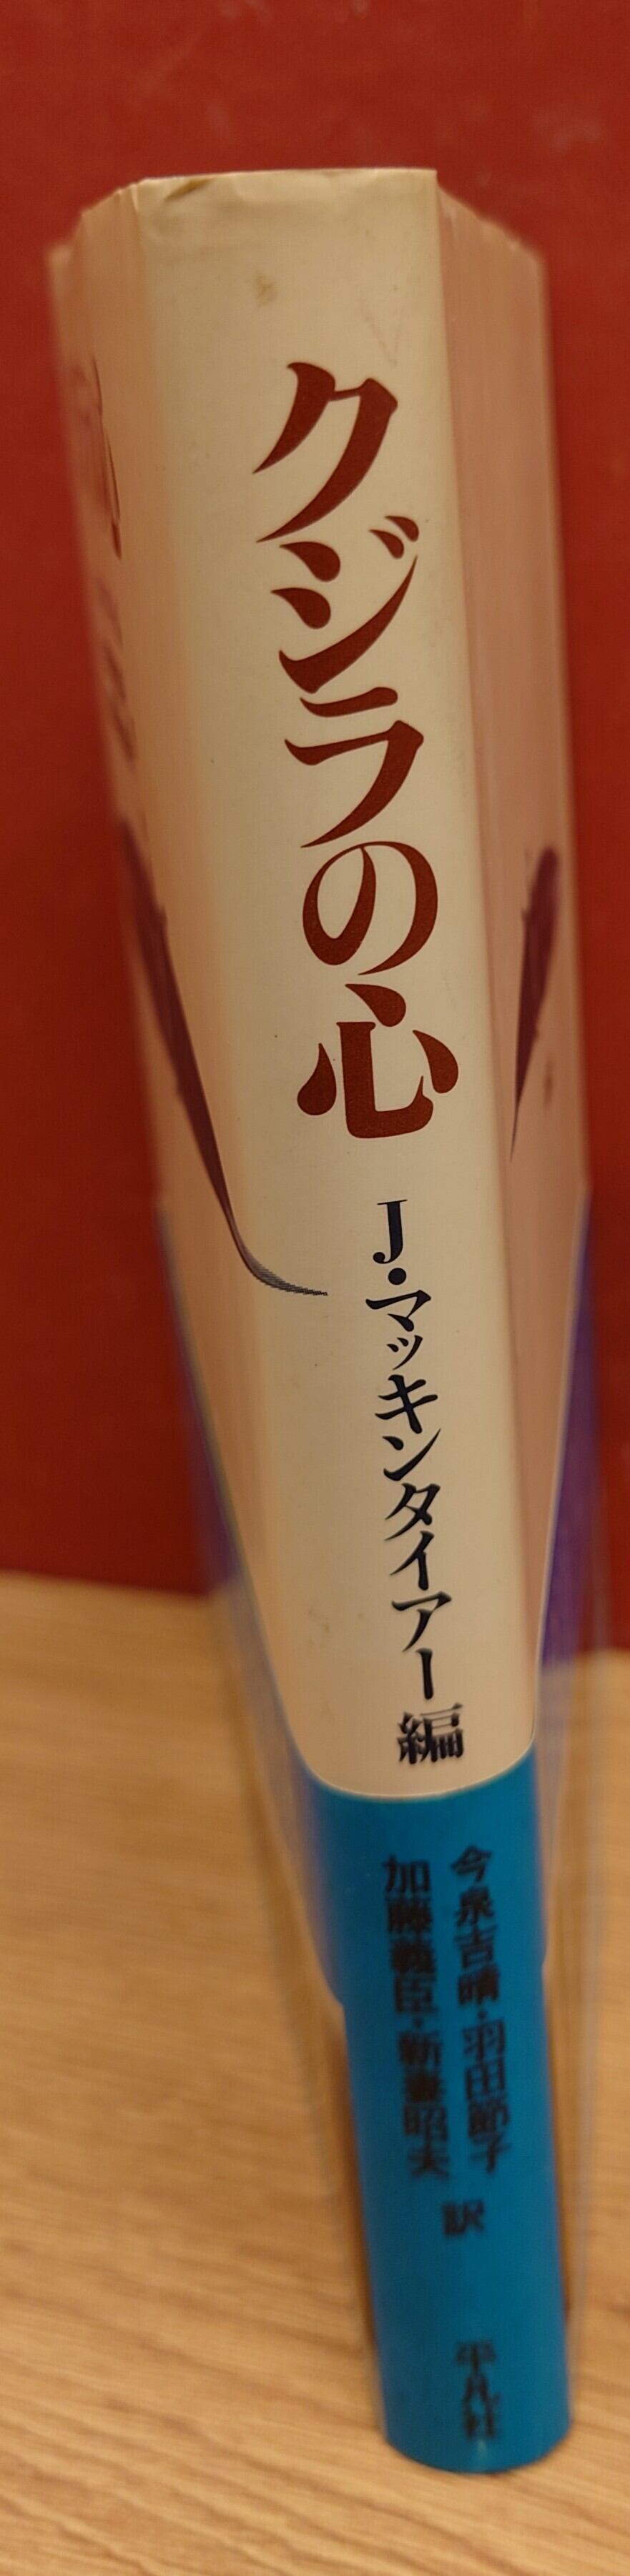 クジラの心
J・マッキンタイアー編
今泉吉晴・羽田節子
加藤義臣・新妻昭夫
訳
平凡社